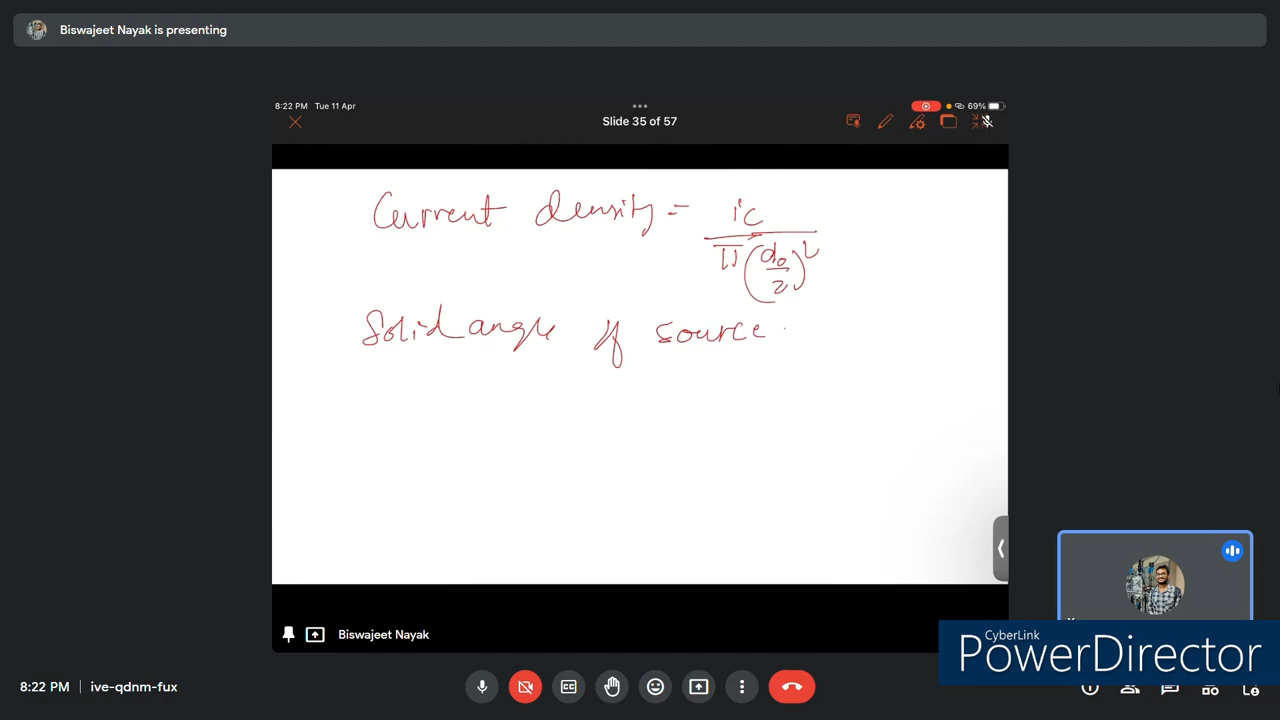 Biswajeet Nayak is presenting
8:22 PM Tue 11 Apr
69%
Slide 35 of 57
Current density = ic / π (do/2)²
Solid angle of source
Biswajeet Nayak
CyberLink
PowerDirector
8:22 PM | ive-qdnm-fux